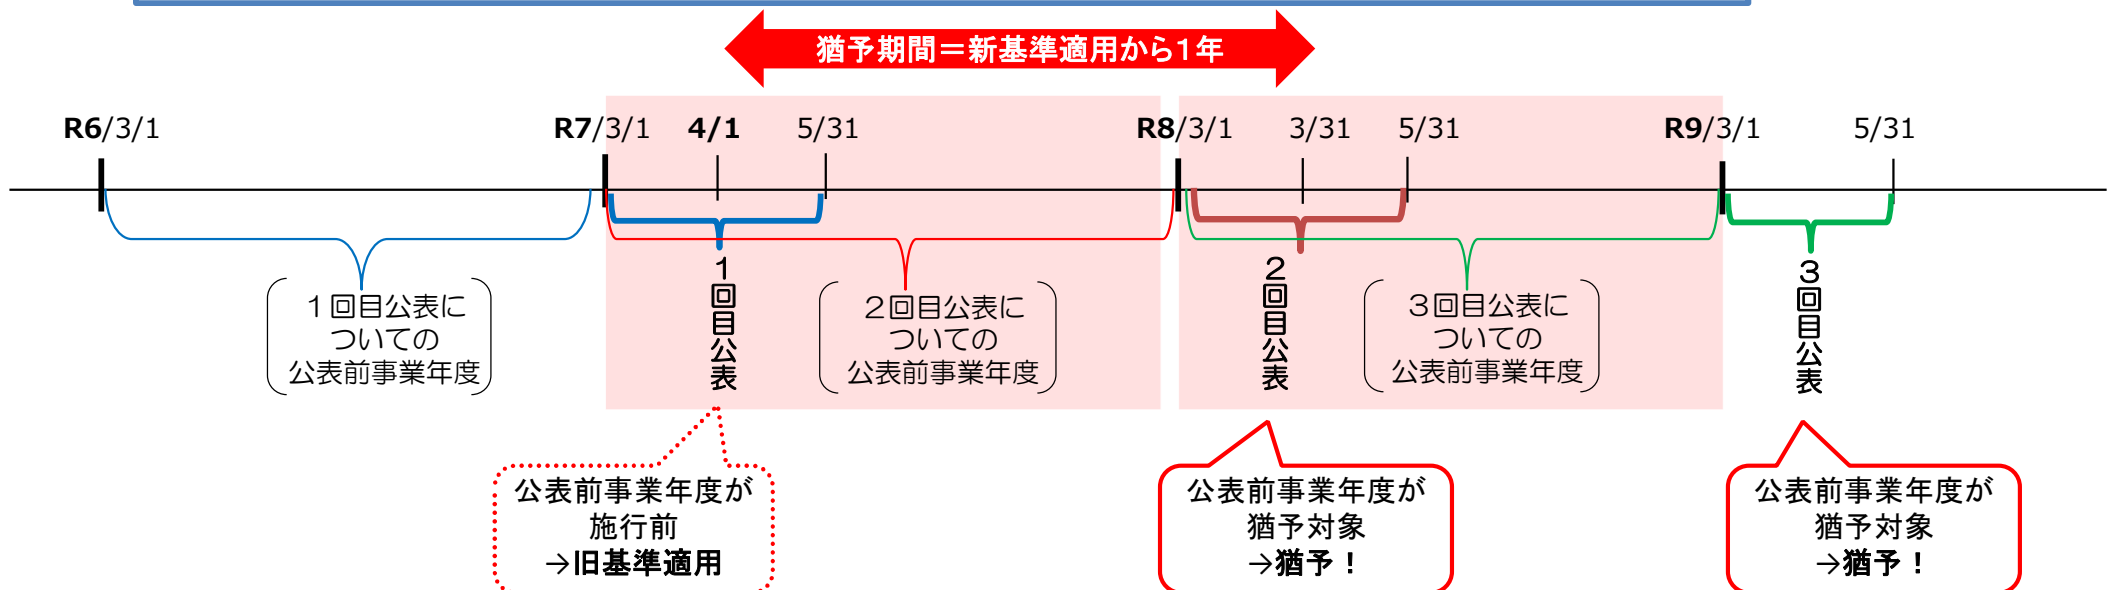 猶予期間＝新基準適用から1年
R6/3/1
R7/3/1
4/1
5/31
R8/3/1
3/31
5/31
R9/3/1
5/31
１回目公表に
ついての
公表前事業年度
１回目公表
２回目公表に
ついての
公表前事業年度
２回目公表
３回目公表に
ついての
公表前事業年度
３回目公表
公表前事業年度が
施行前
→旧基準適用
公表前事業年度が
猶予対象
→猶予！
公表前事業年度が
猶予対象
→猶予！